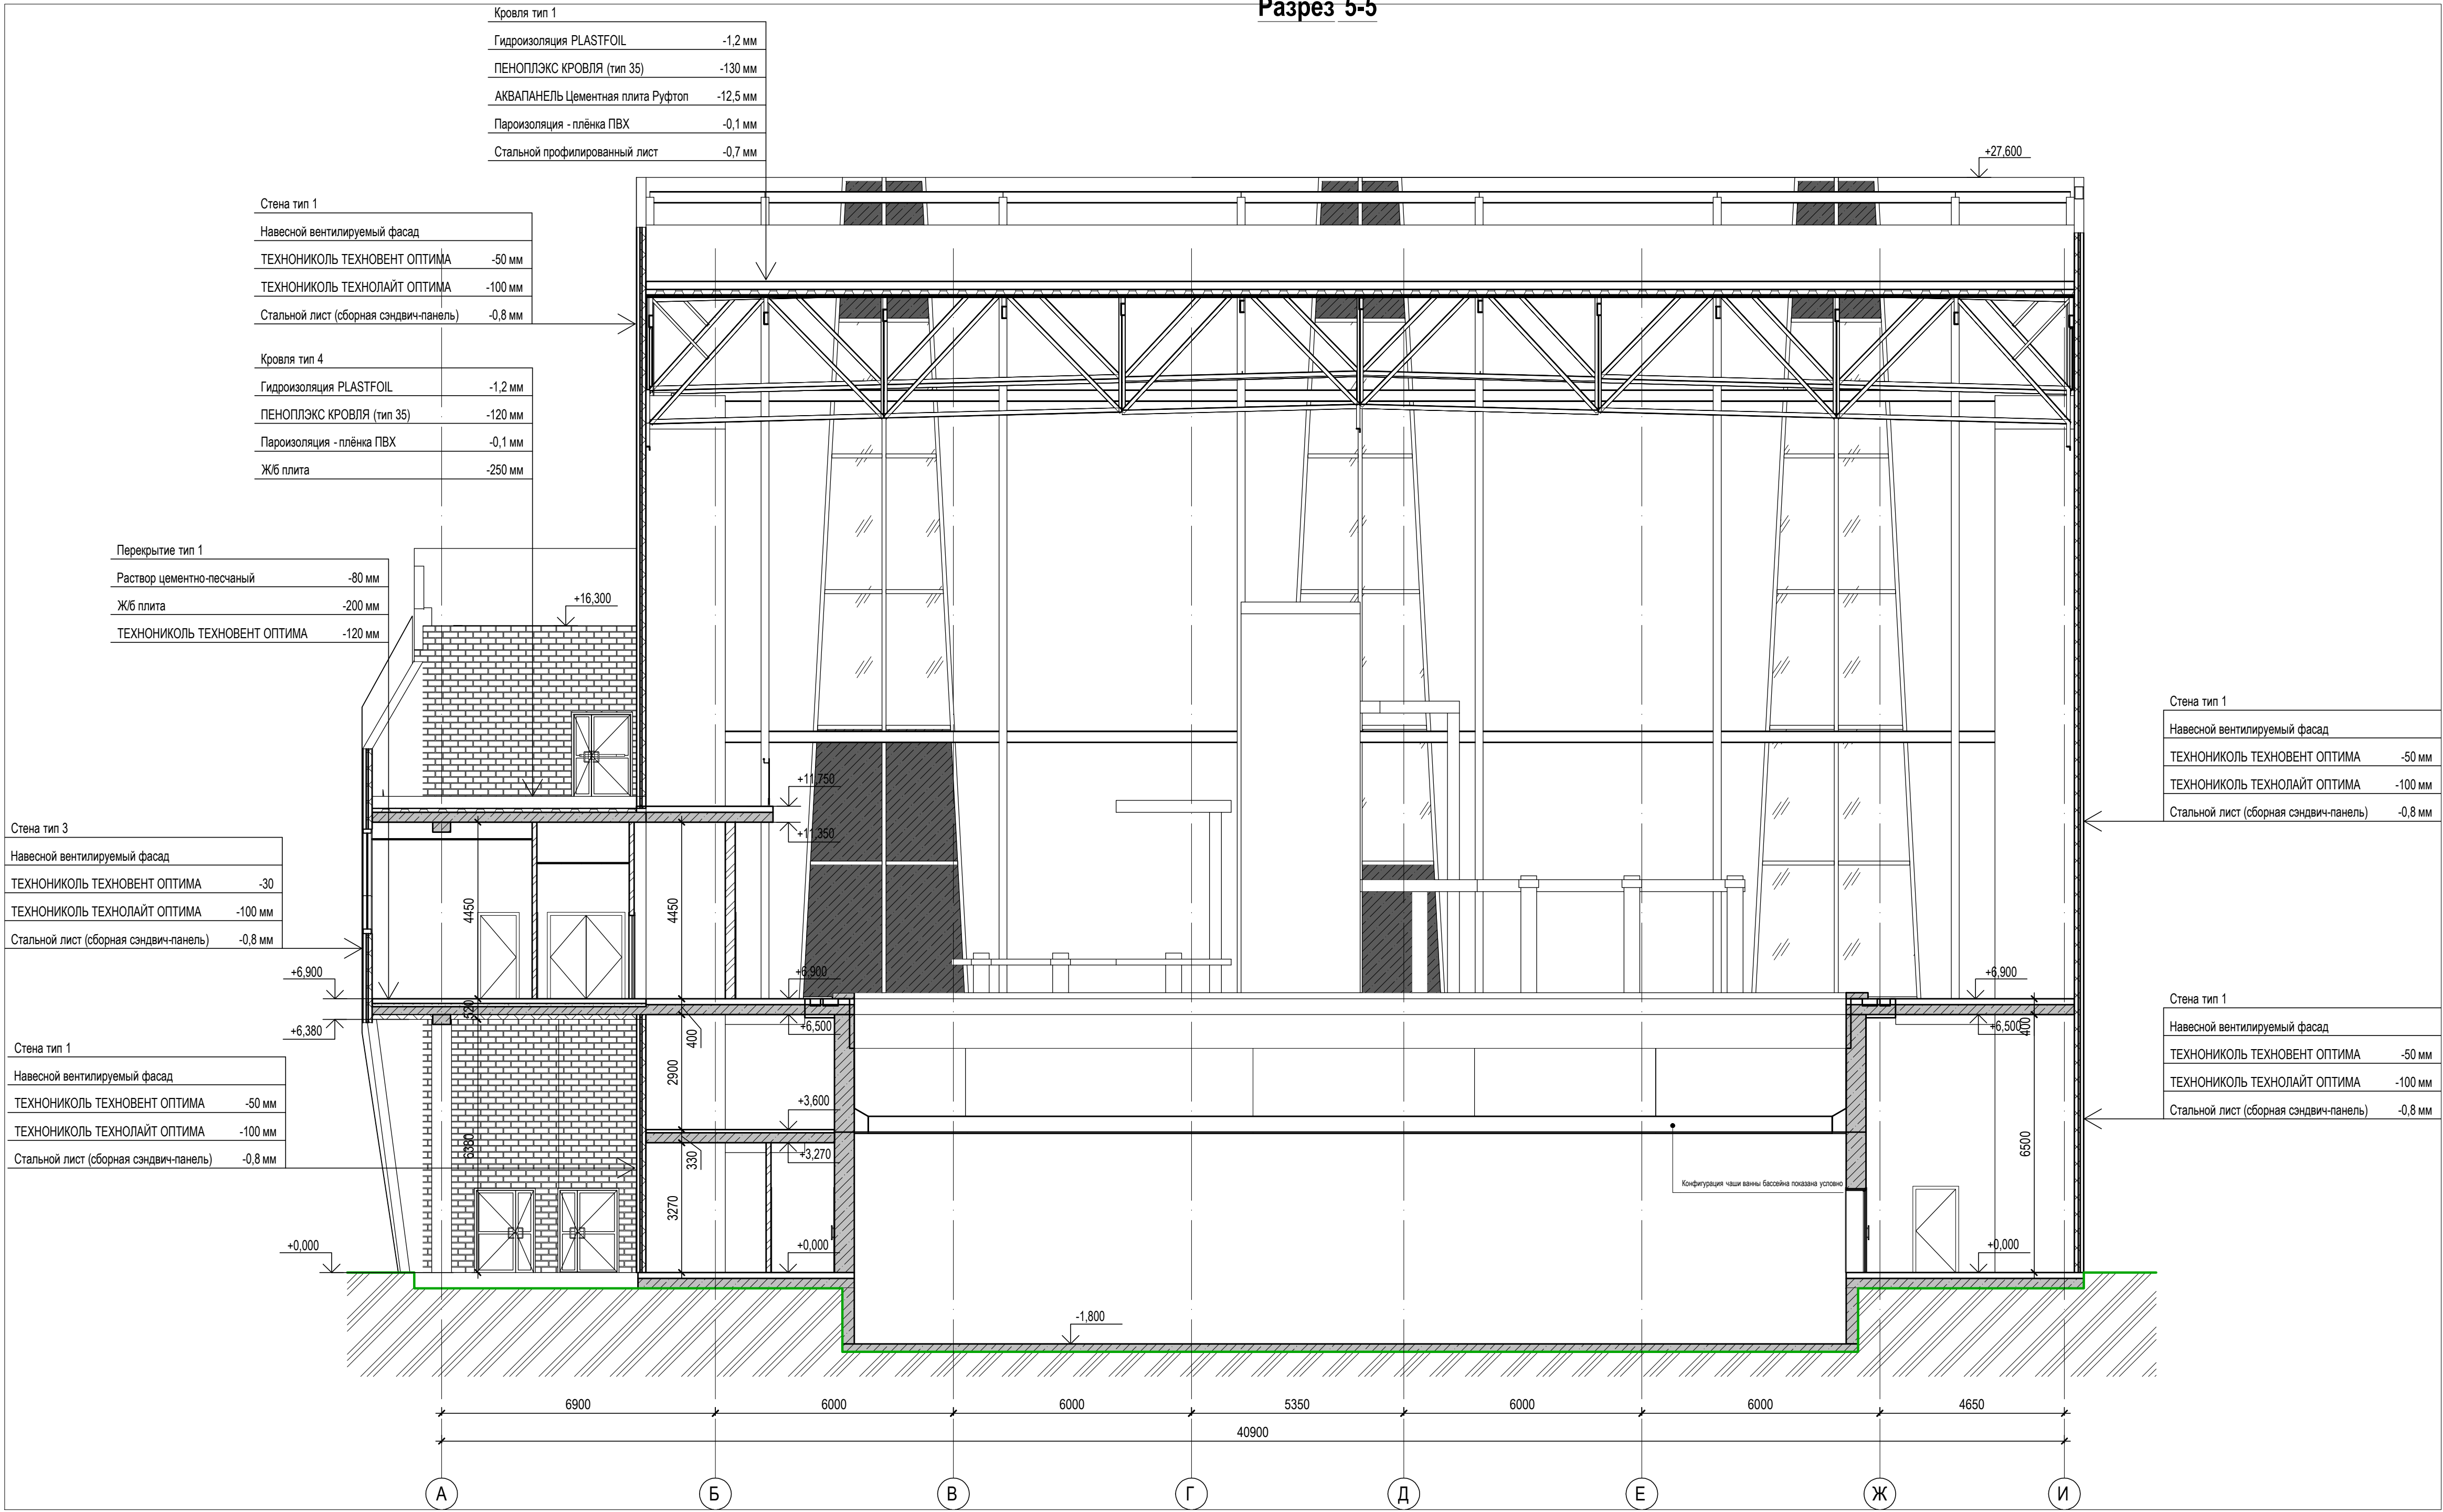 Разрез 5-5
Кровля тип 1
Гидроизоляция PLASTFOIL -1,2 мм
ПЕНОПЛЭКС КРОВЛЯ (тип 35) -130 мм
АКВАПАНЕЛЬ Цементная плита Руфтоп -12,5 мм
Пароизоляция - плёнка ПВХ -0,1 мм
Стальной профилированный лист -0,7 мм
+27,600
Стена тип 1
Навесной вентилируемый фасад
ТЕХНОНИКОЛЬ ТЕХНОВЕНТ ОПТИМА -50 мм
ТЕХНОНИКОЛЬ ТЕХНОЛАЙТ ОПТИМА -100 мм
Стальной лист (сборная сэндвич-панель) -0,8 мм
Кровля тип 4
Гидроизоляция PLASTFOIL -1,2 мм
ПЕНОПЛЭКС КРОВЛЯ (тип 35) -120 мм
Пароизоляция - плёнка ПВХ -0,1 мм
Ж/б плита -250 мм
Перекрытие тип 1
Раствор цементно-песчаный -80 мм
Ж/б плита -200 мм
ТЕХНОНИКОЛЬ ТЕХНОВЕНТ ОПТИМА -120 мм
+16,300
Стена тип 1
Навесной вентилируемый фасад
ТЕХНОНИКОЛЬ ТЕХНОВЕНТ ОПТИМА -50 мм
ТЕХНОНИКОЛЬ ТЕХНОЛАЙТ ОПТИМА -100 мм
Стальной лист (сборная сэндвич-панель) -0,8 мм
+11,750
+11,350
Стена тип 3
Навесной вентилируемый фасад
ТЕХНОНИКОЛЬ ТЕХНОВЕНТ ОПТИМА -30
ТЕХНОНИКОЛЬ ТЕХНОЛАЙТ ОПТИМА -100 мм
Стальной лист (сборная сэндвич-панель) -0,8 мм
4450
4450
+6,900
+6,900
+6,900
520
+6,380
+6,500
+6,500
400
400
Стена тип 1
Навесной вентилируемый фасад
ТЕХНОНИКОЛЬ ТЕХНОВЕНТ ОПТИМА -50 мм
ТЕХНОНИКОЛЬ ТЕХНОЛАЙТ ОПТИМА -100 мм
Стальной лист (сборная сэндвич-панель) -0,8 мм
Стена тип 1
Навесной вентилируемый фасад
ТЕХНОНИКОЛЬ ТЕХНОВЕНТ ОПТИМА -50 мм
ТЕХНОНИКОЛЬ ТЕХНОЛАЙТ ОПТИМА -100 мм
Стальной лист (сборная сэндвич-панель) -0,8 мм
2900
+3,600
6380
330
+3,270
6500
Конфигурация чаши ванны бассейна показана условно
3270
+0,000
+0,000
+0,000
-1,800
6900
6000
6000
5350
6000
6000
4650
40900
А
Б
В
Г
Д
Е
Ж
И